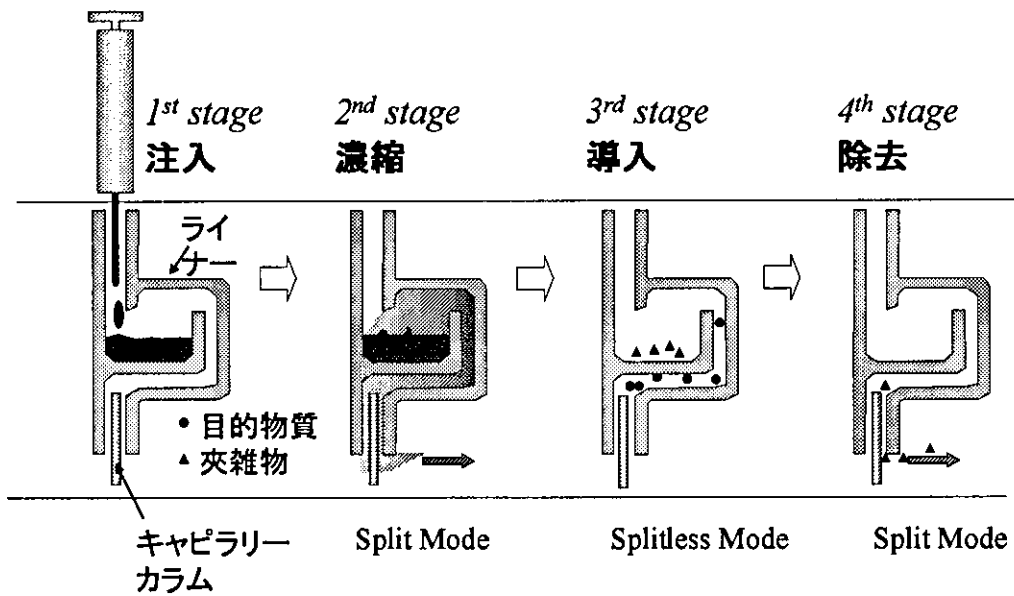 1st stage
注入
2nd stage
濃縮
3rd stage
導入
4th stage
除去
ライ
ナー
● 目的物質
▲ 夾雑物
キャピラリー
カラム
Split Mode
Splitless Mode
Split Mode